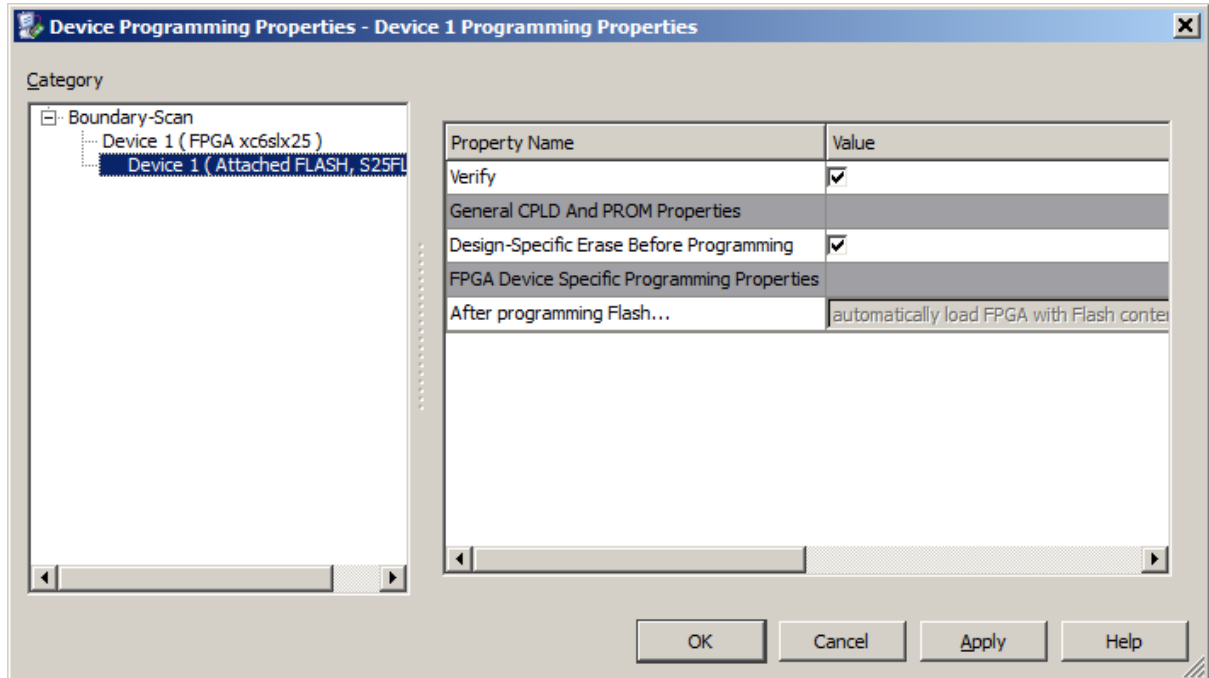 Device Programming Properties - Device 1 Programming Properties
Category
Boundary-Scan
Device 1 ( FPGA xc6slx25 )
Device 1 ( Attached FLASH, S25FL
Property Name Value
Verify
General CPLD And PROM Properties
Design-Specific Erase Before Programming
FPGA Device Specific Programming Properties
After programming Flash... automatically load FPGA with Flash conte
OK Cancel Apply Help